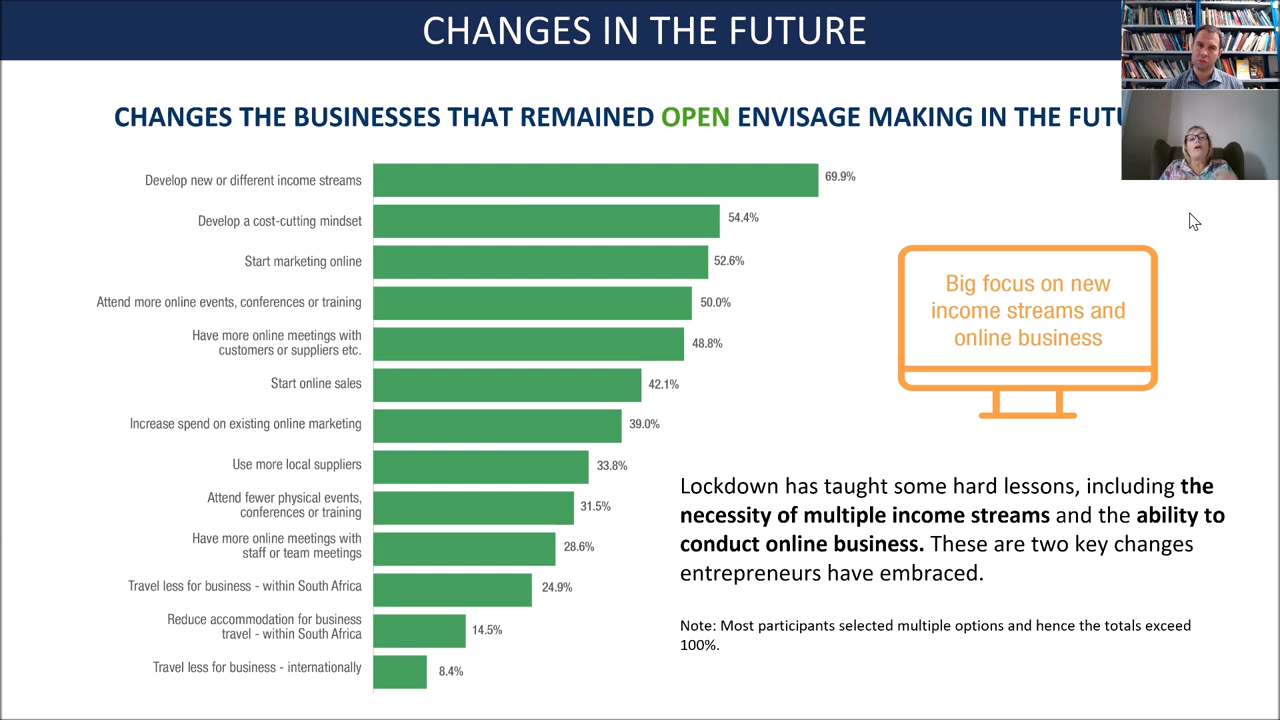 CHANGES IN THE FUTURE
CHANGES THE BUSINESSES THAT REMAINED OPEN ENVISAGE MAKING IN THE FUTU
Develop new or different income streams 69.9%
Develop a cost-cutting mindset 54.4%
Start marketing online 52.6%
Attend more online events, conferences or training 50.0%
Have more online meetings with
customers or suppliers etc. 48.8%
Start online sales 42.1%
Increase spend on existing online marketing 39.0%
Use more local suppliers 33.8%
Attend fewer physical events,
conferences or training 31.5%
Have more online meetings with
staff or team meetings 28.6%
Travel less for business - within South Africa 24.9%
Reduce accommodation for business
travel - within South Africa 14.5%
Travel less for business - internationally 8.4%
Big focus on new
income streams and
online business
Lockdown has taught some hard lessons, including the
necessity of multiple income streams and the ability to
conduct online business. These are two key changes
entrepreneurs have embraced.
Note: Most participants selected multiple options and hence the totals exceed
100%.